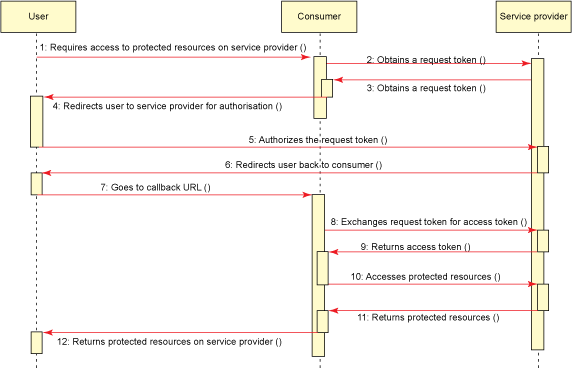 User
Consumer
Service provider
1: Requires access to protected resources on service provider ()
2: Obtains a request token ()
3: Obtains a request token ()
4: Redirects user to service provider for authorisation ()
5: Authorizes the request token ()
6: Redirects user back to consumer ()
7: Goes to callback URL ()
8: Exchanges request token for access token ()
9: Returns access token ()
10: Accesses protected resources ()
11: Returns protected resources ()
12: Returns protected resources on service provider ()